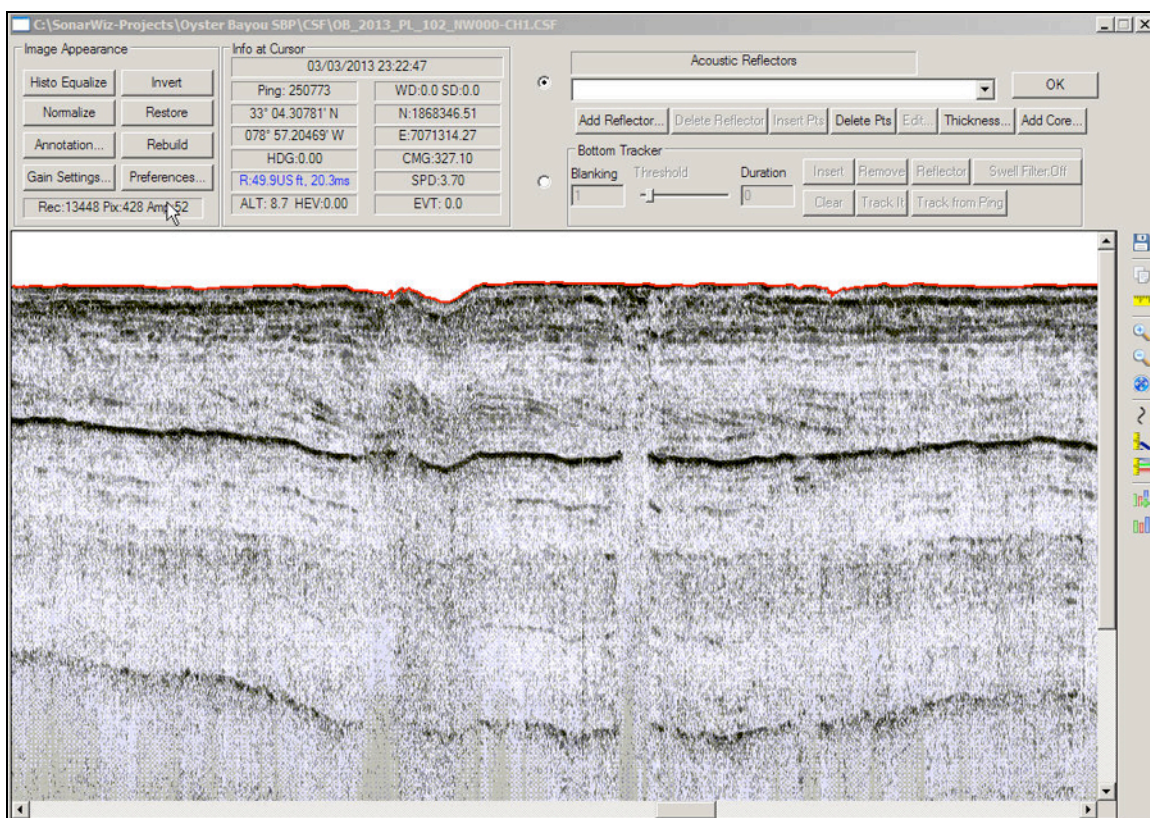 C:\SonarWiz-Projects\Oyster Bayou SBP\CSF\OB_2013_PL_102_NW000-CH1.CSF
Image Appearance
Histo Equalize
Invert
Normalize
Restore
Annotation...
Rebuild
Gain Settings...
Preferences...
Rec:13448 Pix:428 Amp:52
Info at Cursor
03/03/2013 23:22:47
Ping: 250773
WD:0.0 SD:0.0
33° 04.30781' N
N:1868346.51
078° 57.20469' W
E:7071314.27
HDG:0.00
CMG:327.10
R:49.9US ft, 20.3ms
SPD:3.70
ALT: 8.7 HEV:0.00
EVT: 0.0
Acoustic Reflectors
OK
Add Reflector...
Delete Reflector
Insert Pts
Delete Pts
Edit...
Thickness...
Add Core...
Bottom Tracker
Blanking
Threshold
Duration
1
0
Insert
Remove
Reflector
Swell Filter:Off
Clear
Track It
Track from Ping